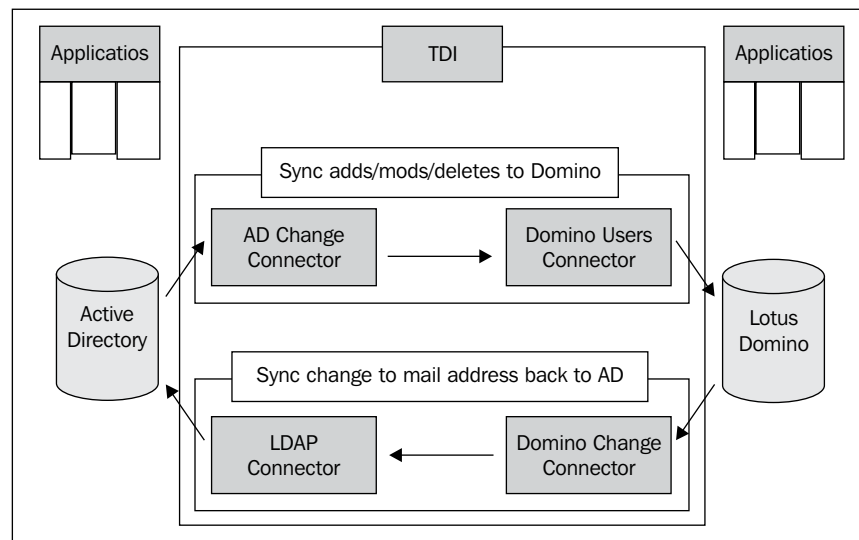 Applicatios
TDI
Applicatios
Sync adds/mods/deletes to Domino
AD Change
Connector
Domino Users
Connector
Active
Directory
Lotus
Domino
Sync change to mail address back to AD
LDAP
Connector
Domino Change
Connector